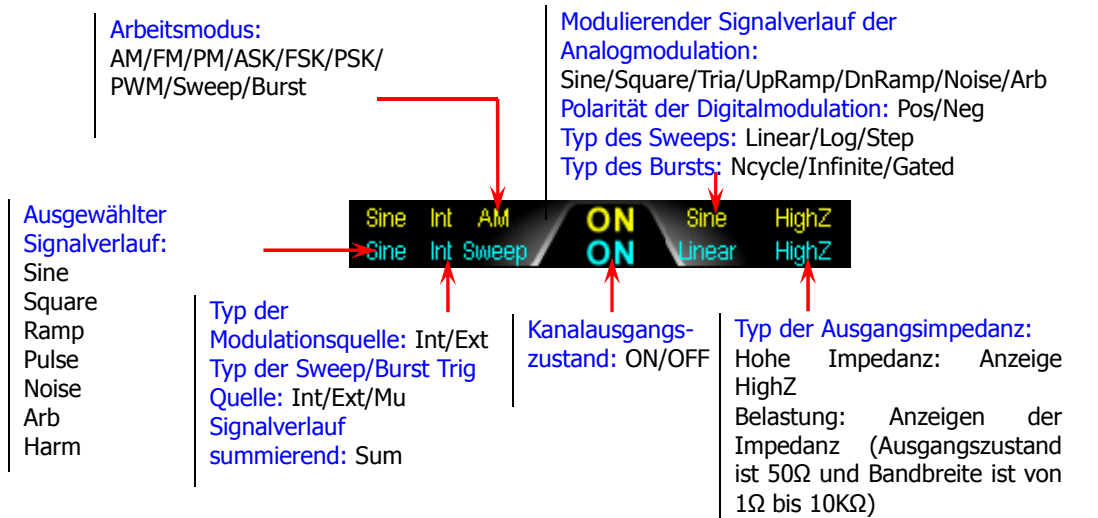 Arbeitsmodus:
AM/FM/PM/ASK/FSK/PSK/
PWM/Sweep/Burst
Modulierender Signalverlauf der
Analogmodulation:
Sine/Square/Tria/UpRamp/DnRamp/Noise/Arb
Polarität der Digitalmodulation: Pos/Neg
Typ des Sweeps: Linear/Log/Step
Typ des Bursts: Ncycle/Infinite/Gated
Ausgewählter
Signalverlauf:
Sine
Square
Ramp
Pulse
Noise
Arb
Harm
Sine Int AM ON Sine HighZ
Sine Int Sweep ON Linear HighZ
Typ der
Modulationsquelle: Int/Ext
Typ der Sweep/Burst Trig
Quelle: Int/Ext/Mu
Signalverlauf
summierend: Sum
Kanalausgangs-
zustand: ON/OFF
Typ der Ausgangsimpedanz:
Hohe Impedanz: Anzeige
HighZ
Belastung: Anzeigen der
Impedanz (Ausgangszustand
ist 50Ω und Bandbreite ist von
1Ω bis 10KΩ)